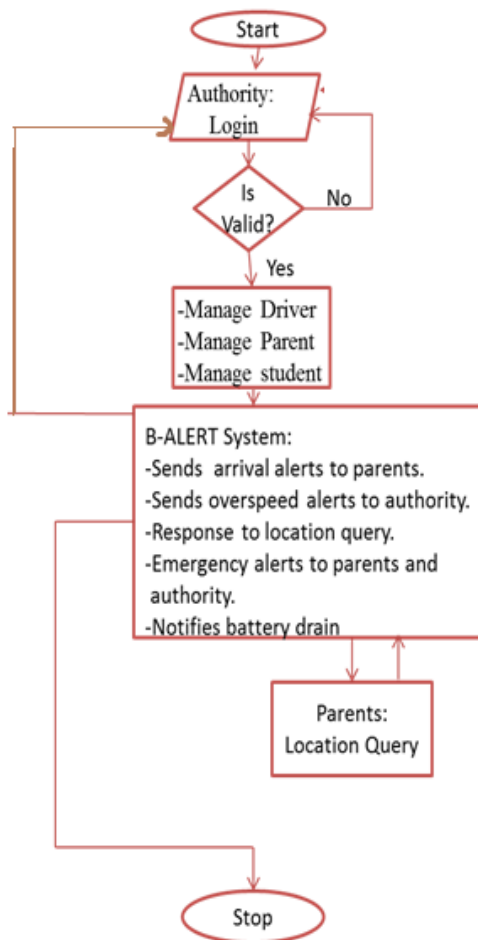 Start
Authority:
Login
Is
Valid?
No
Yes
-Manage Driver
-Manage Parent
-Manage student
B-ALERT System:
-Sends arrival alerts to parents.
-Sends overspeed alerts to authority.
-Response to location query.
-Emergency alerts to parents and
authority.
-Notifies battery drain
Parents:
Location Query
Stop